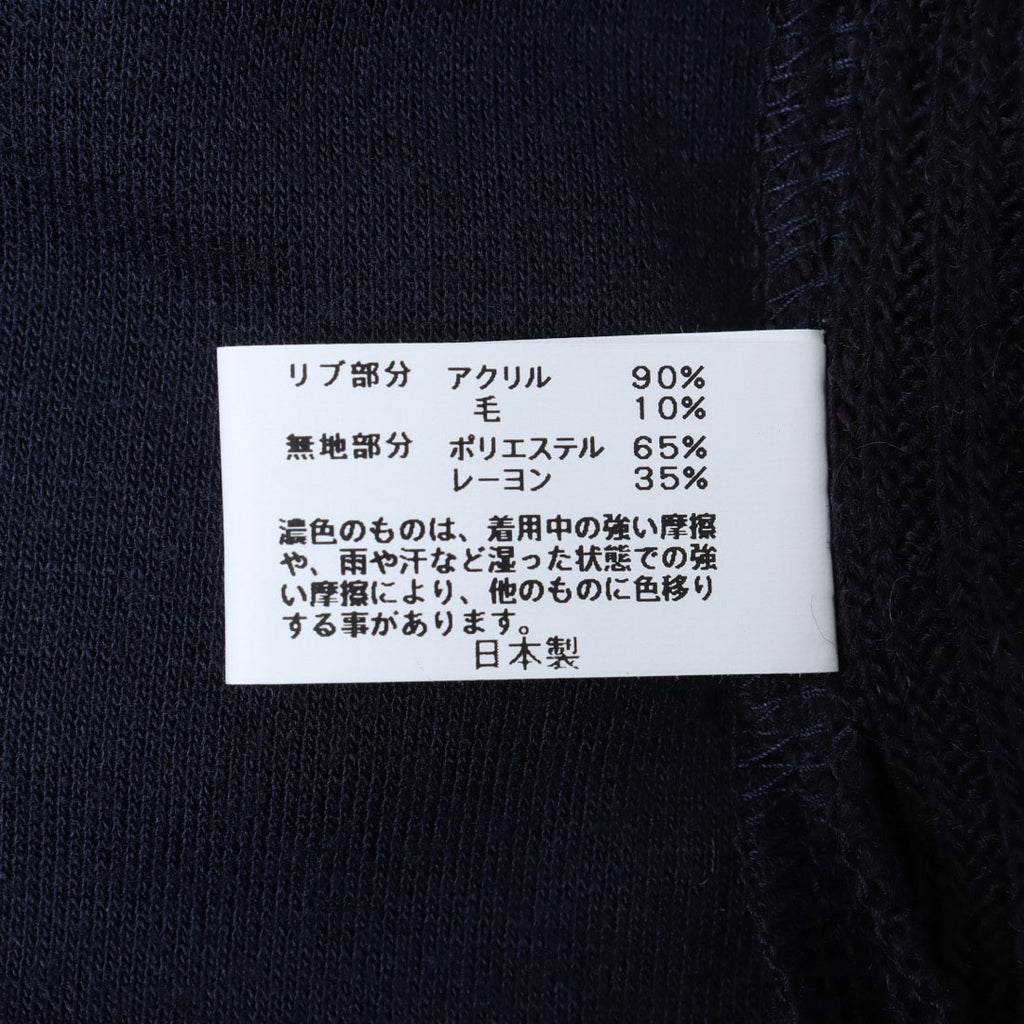 リブ部分 アクリル 90%
毛 10%
無地部分 ポリエステル 65%
レーヨン 35%
濃色のものは、着用中の強い摩擦
や、雨や汗など湿った状態での強
い摩擦により、他のものに色移り
する事があります。
日本製